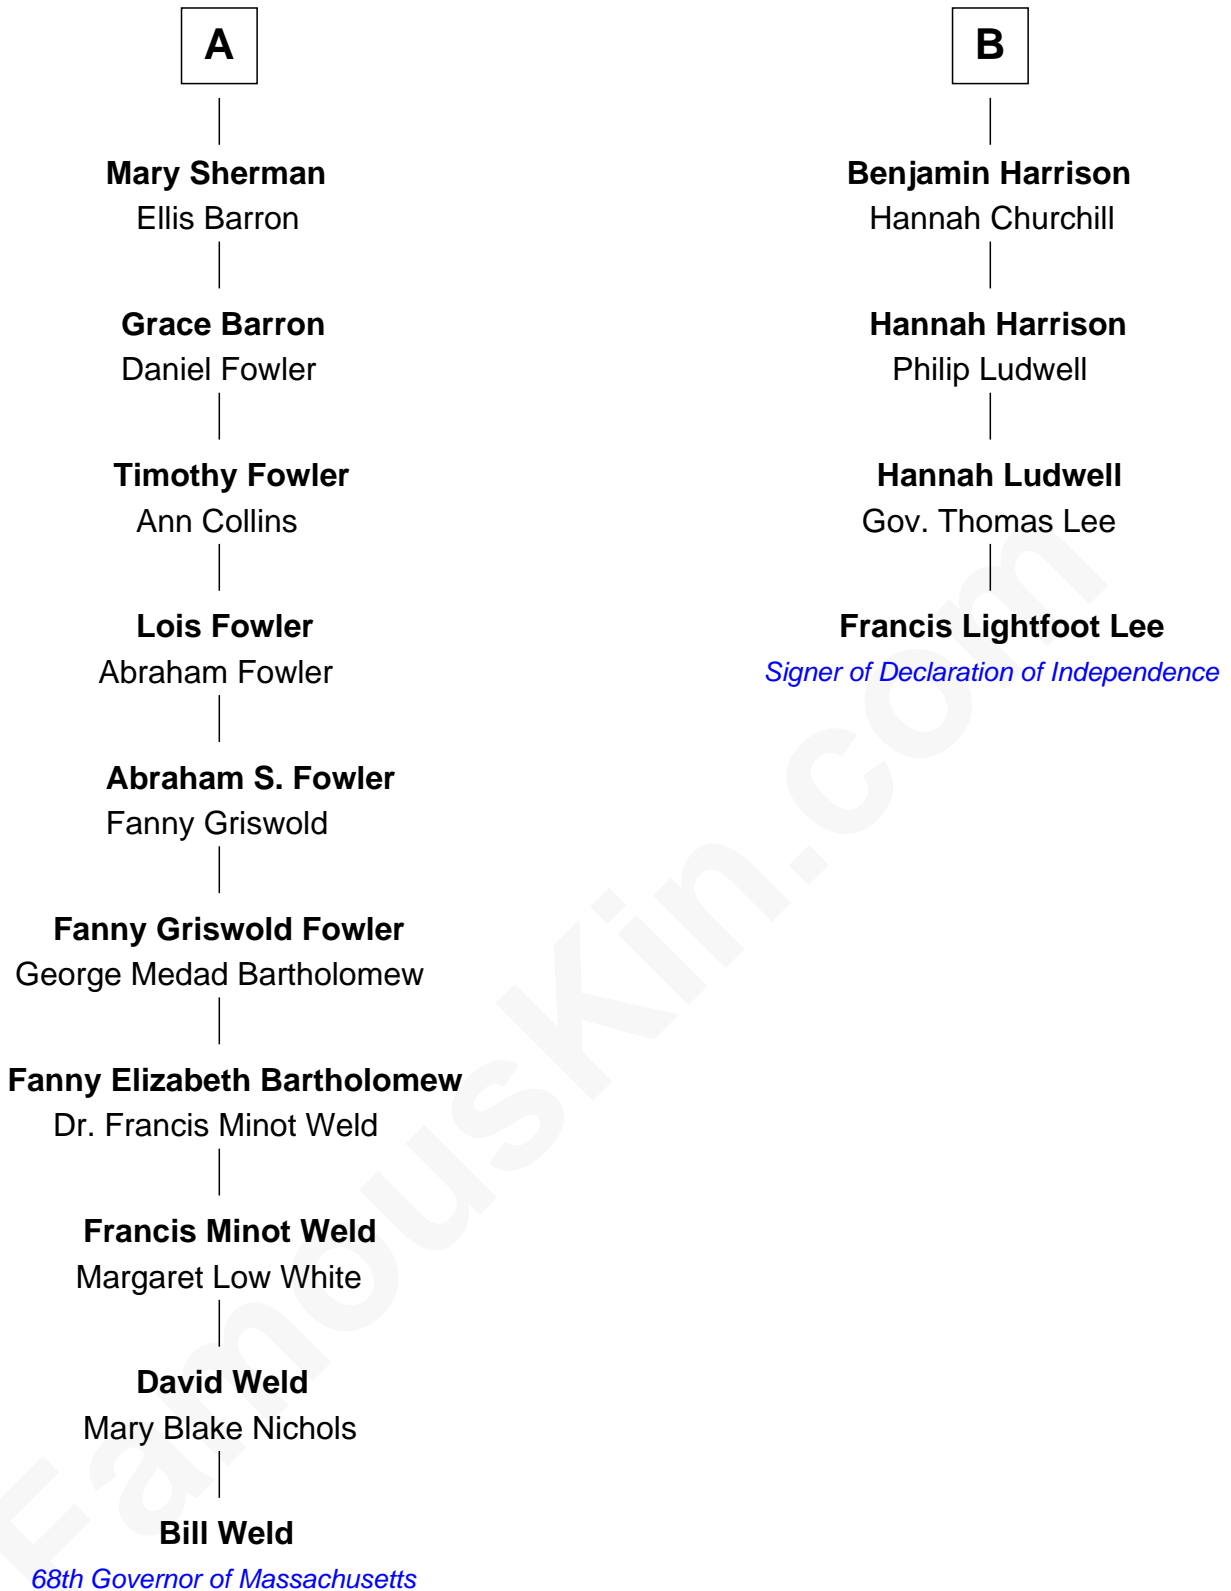 A
Mary Sherman
Ellis Barron
Grace Barron
Daniel Fowler
Timothy Fowler
Ann Collins
Lois Fowler
Abraham Fowler
Abraham S. Fowler
Fanny Griswold
Fanny Griswold Fowler
George Medad Bartholomew
Fanny Elizabeth Bartholomew
Dr. Francis Minot Weld
Francis Minot Weld
Margaret Low White
David Weld
Mary Blake Nichols
Bill Weld
68th Governor of Massachusetts
B
Benjamin Harrison
Hannah Churchill
Hannah Harrison
Philip Ludwell
Hannah Ludwell
Gov. Thomas Lee
Francis Lightfoot Lee
Signer of Declaration of Independence
FamousKin.com